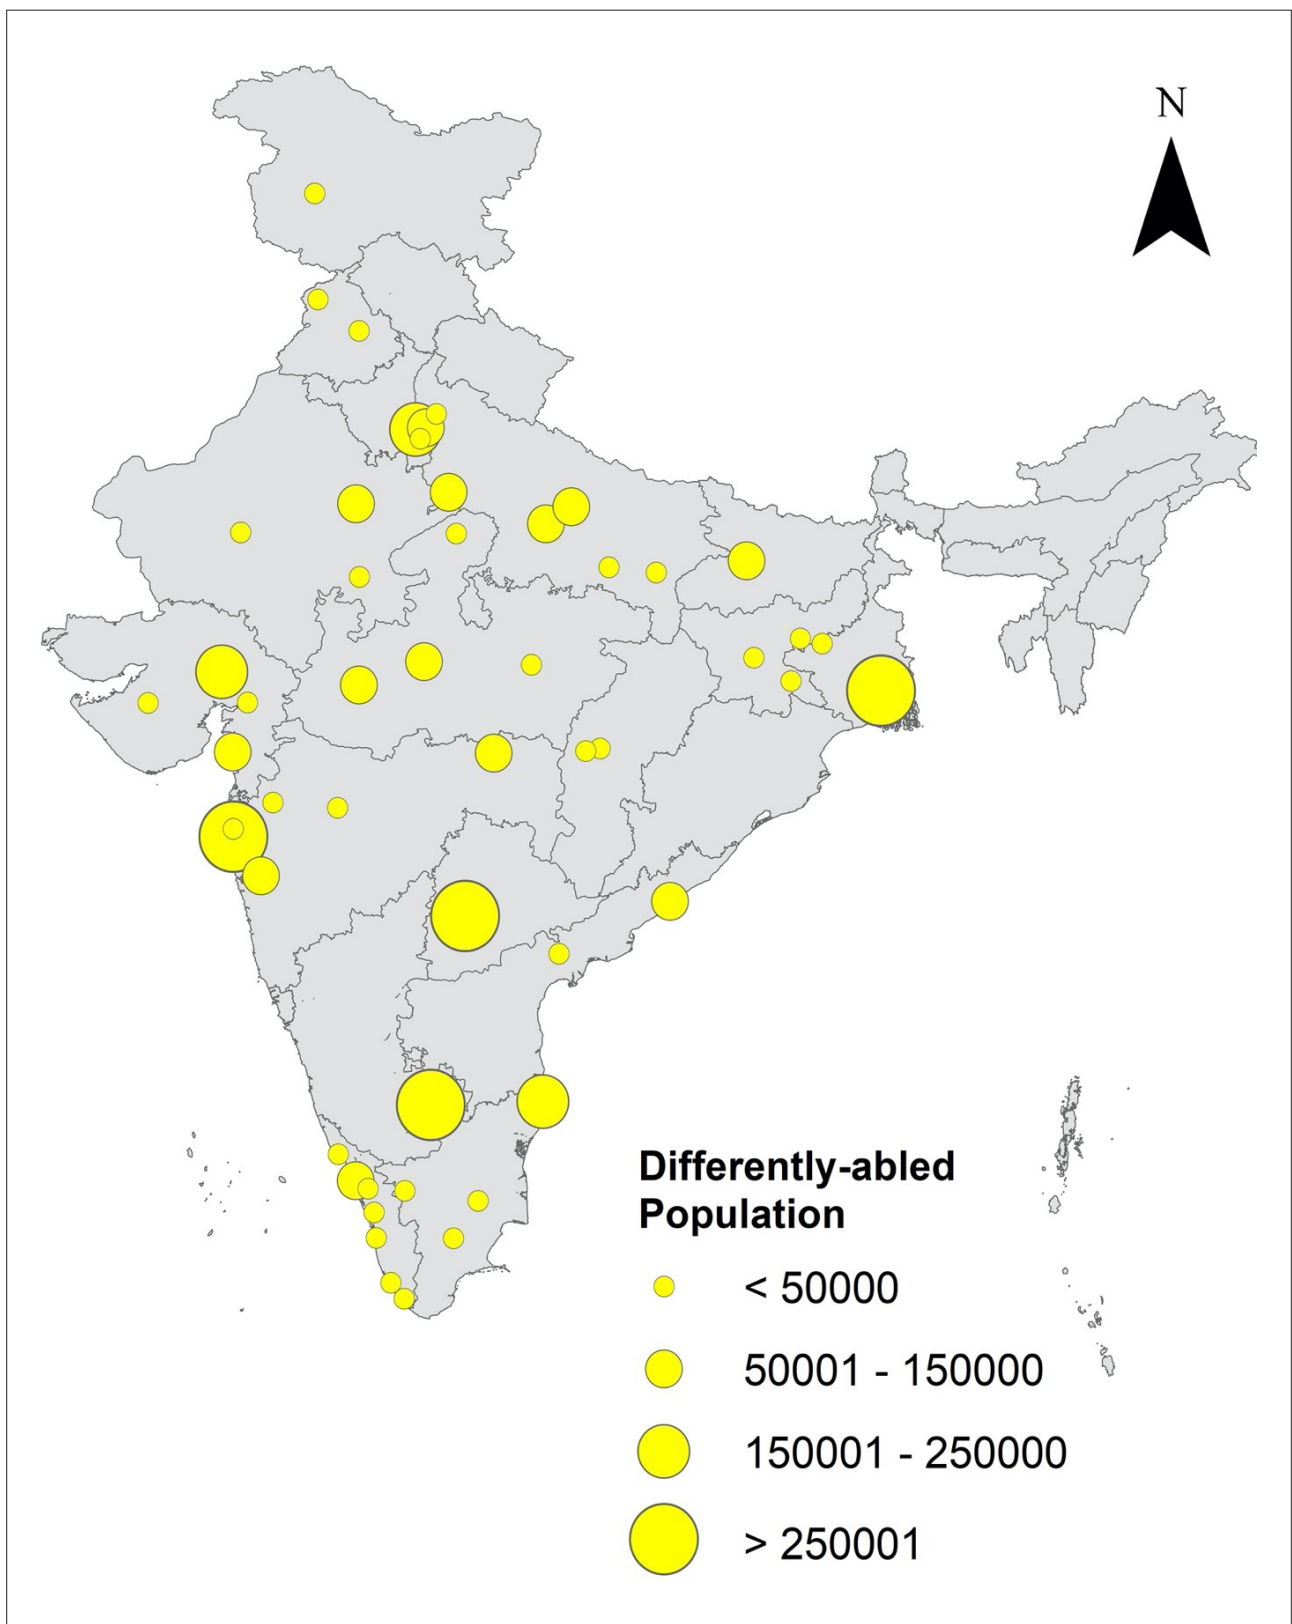 N
Differently-abled
Population
< 50000
50001 - 150000
150001 - 250000
> 250001